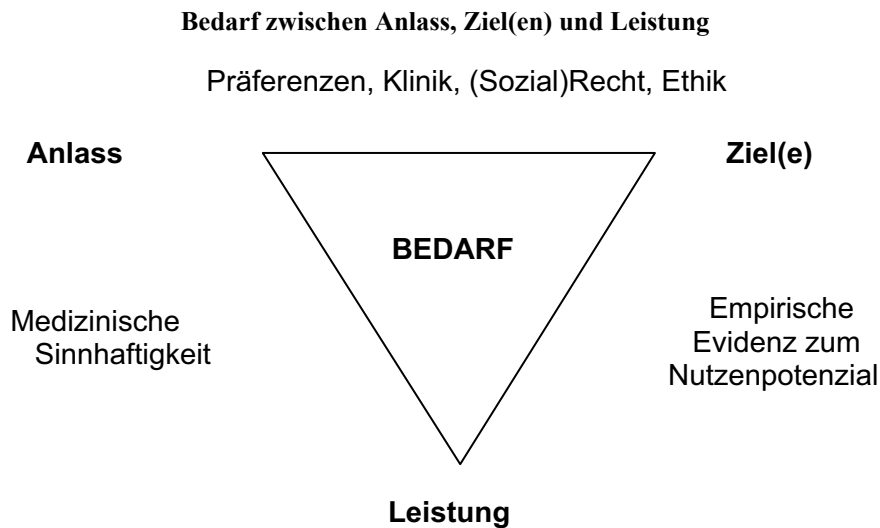 Bedarf zwischen Anlass, Ziel(en) und Leistung
Präferenzen, Klinik, (Sozial)Recht, Ethik
Anlass
Ziel(e)
BEDARF
Medizinische
Sinnhaftigkeit
Empirische
Evidenz zum
Nutzenpotenzial
Leistung